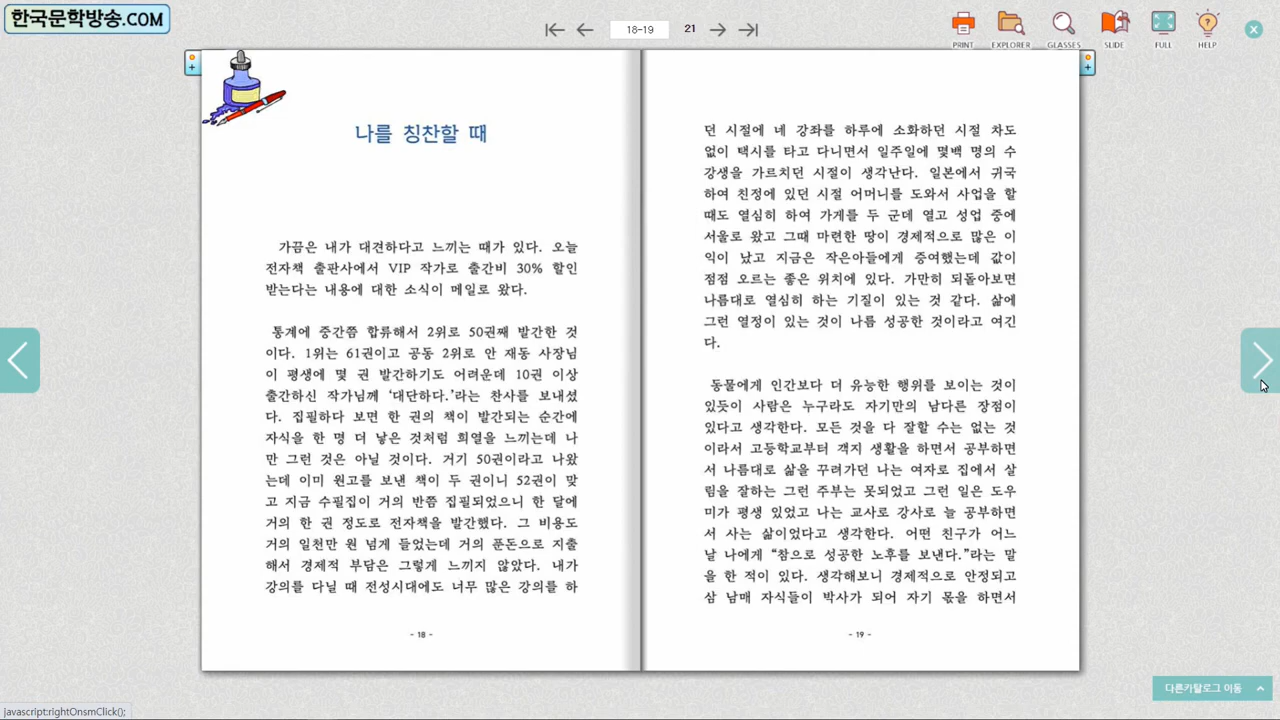 한국문학방송.COM
18-19
21
PRINT
EXPLORER
GLASSES
SLIDE
FULL
HELP
나를 칭찬할 때
가끔은 내가 대견하다고 느끼는 때가 있다. 오늘
전자책 출판사에서 VIP 작가로 출간비 30% 할인
받는다는 내용에 대한 소식이 메일로 왔다.
통계에 중간쯤 합류해서 2위로 50권째 발간한 것
이다. 1위는 61권이고 공동 2위로 안 재동 사장님
이 평생에 몇 권 발간하기도 어려운데 10권 이상
출간하신 작가님께 ‘대단하다.’라는 찬사를 보내셨
다. 집필하다 보면 한 권의 책이 발간되는 순간에
자식을 한 명 더 낳은 것처럼 희열을 느끼는데 나
만 그런 것은 아닐 것이다. 거기 50권이라고 나왔
는데 이미 원고를 보낸 책이 두 권이니 52권이 맞
고 지금 수필집이 거의 반쯤 집필되었으니 한 달에
거의 한 권 정도로 전자책을 발간했다. 그 비용도
거의 일천만 원 넘게 들었는데 거의 푼돈으로 지출
해서 경제적 부담은 그렇게 느끼지 않았다. 내가
강의를 다닐 때 전성시대에도 너무 많은 강의를 하
- 18 -
던 시절에 네 강좌를 하루에 소화하던 시절 차도
없이 택시를 타고 다니면서 일주일에 몇백 명의 수
강생을 가르치던 시절이 생각난다. 일본에서 귀국
하여 친정에 있던 시절 어머니를 도와서 사업을 할
때도 열심히 하여 가게를 두 군데 열고 성업 중에
서울로 왔고 그때 마련한 땅이 경제적으로 많은 이
익이 났고 지금은 작은아들에게 증여했는데 값이
점점 오르는 좋은 위치에 있다. 가만히 되돌아보면
나름대로 열심히 하는 기질이 있는 것 같다. 삶에
그런 열정이 있는 것이 나름 성공한 것이라고 여긴
다.
동물에게 인간보다 더 유능한 행위를 보이는 것이
있듯이 사람은 누구라도 자기만의 남다른 장점이
있다고 생각한다. 모든 것을 다 잘할 수는 없는 것
이라서 고등학교부터 객지 생활을 하면서 공부하면
서 나름대로 삶을 꾸려가던 나는 여자로 집에서 살
림을 잘하는 그런 주부는 못되었고 그런 일은 도우
미가 평생 있었고 나는 교사로 강사로 늘 공부하면
서 사는 삶이었다고 생각한다. 어떤 친구가 어느
날 나에게 “참으로 성공한 노후를 보낸다.”라는 말
을 한 적이 있다. 생각해보니 경제적으로 안정되고
삼 남매 자식들이 박사가 되어 자기 몫을 하면서
- 19 -
다른카탈로그 이동
javascript:rightOnsmClick();